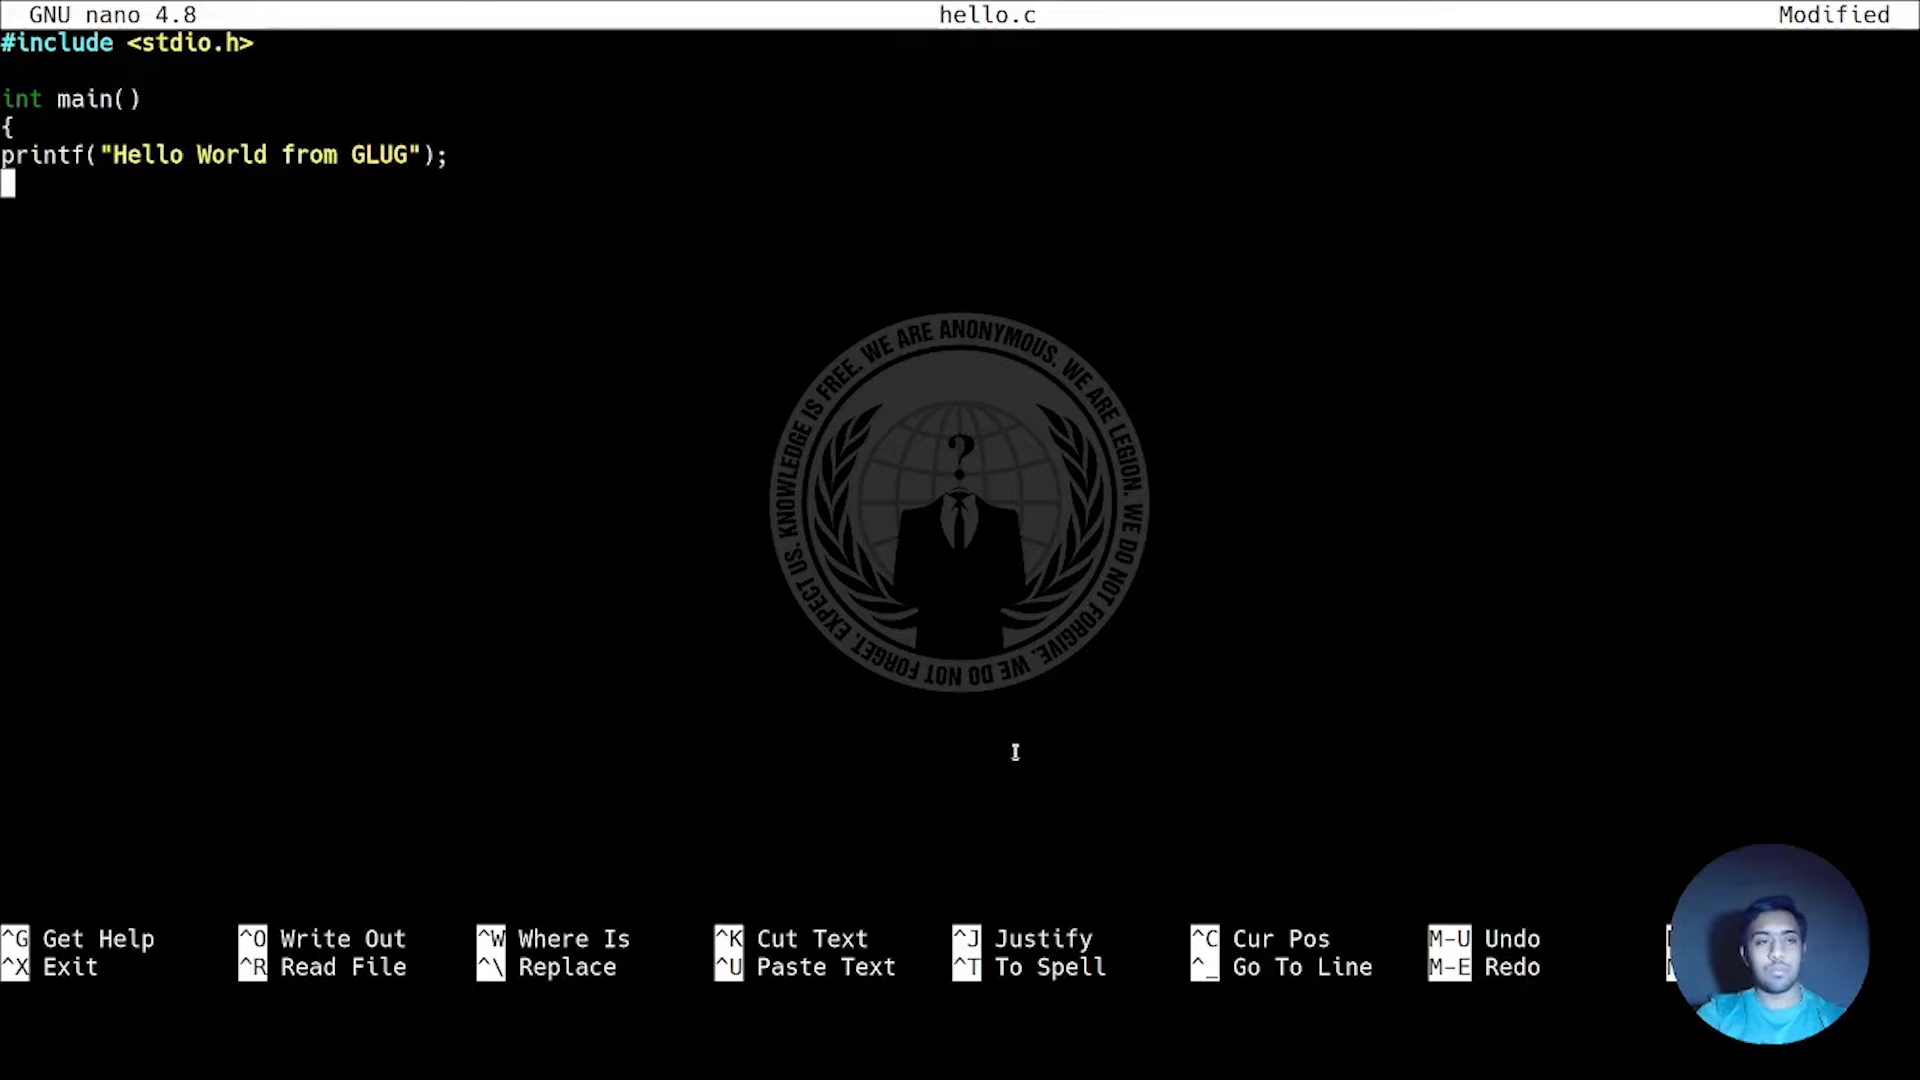 GNU nano 4.8 hello.c Modified
#include <stdio.h>
int main()
{
printf("Hello World from GLUG");
KNOWLEDGE IS FREE. WE ARE ANONYMOUS. WE ARE LEGION. WE DO NOT FORGIVE. WE DO NOT FORGET. EXPECT US.
?
^G Get Help ^O Write Out ^W Where Is ^K Cut Text ^J Justify ^C Cur Pos M-U Undo
^X Exit ^R Read File ^\ Replace ^U Paste Text ^T To Spell ^_ Go To Line M-E Redo